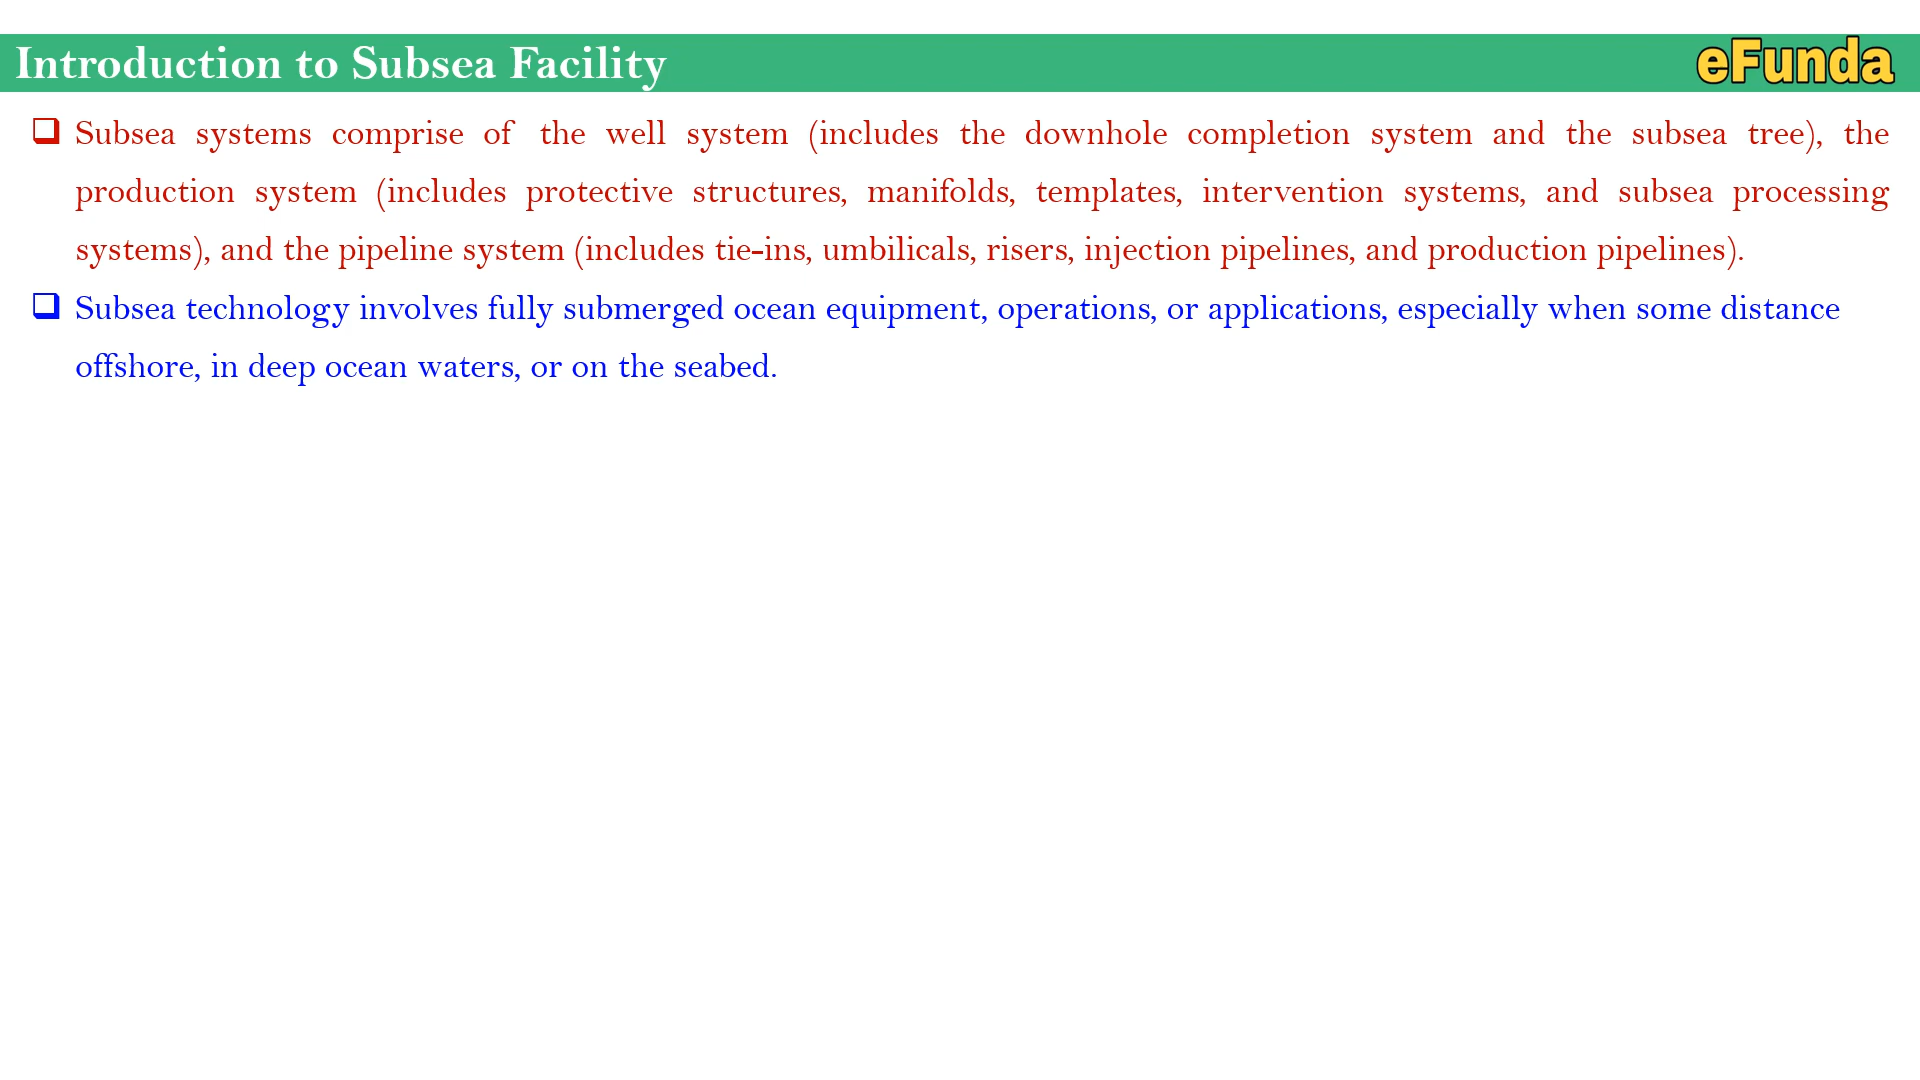 Introduction to Subsea Facility
eFunda
Subsea systems comprise of the well system (includes the downhole completion system and the subsea tree), the
production system (includes protective structures, manifolds, templates, intervention systems, and subsea processing
systems), and the pipeline system (includes tie-ins, umbilicals, risers, injection pipelines, and production pipelines).
Subsea technology involves fully submerged ocean equipment, operations, or applications, especially when some distance
offshore, in deep ocean waters, or on the seabed.